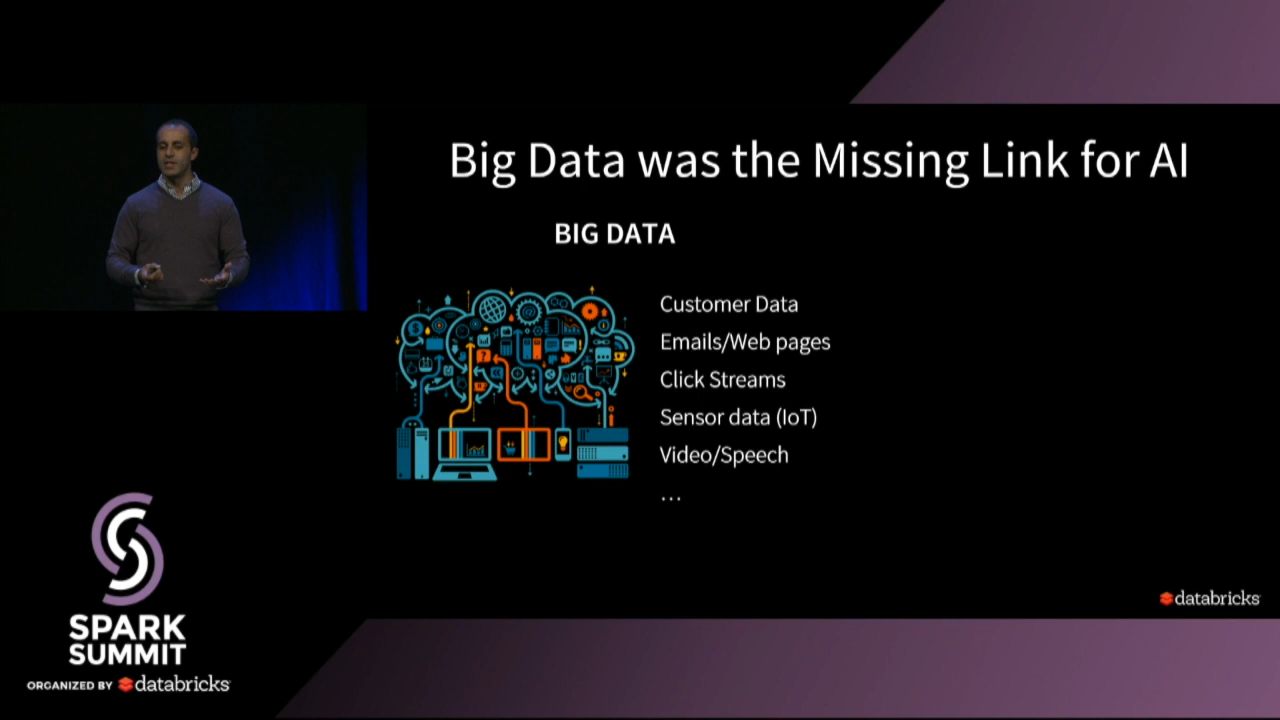 Big Data was the Missing Link for AI
BIG DATA
Customer Data
Emails/Web pages
Click Streams
Sensor data (IoT)
Video/Speech
...
databricks
SPARK
SUMMIT
ORGANIZED BY databricks